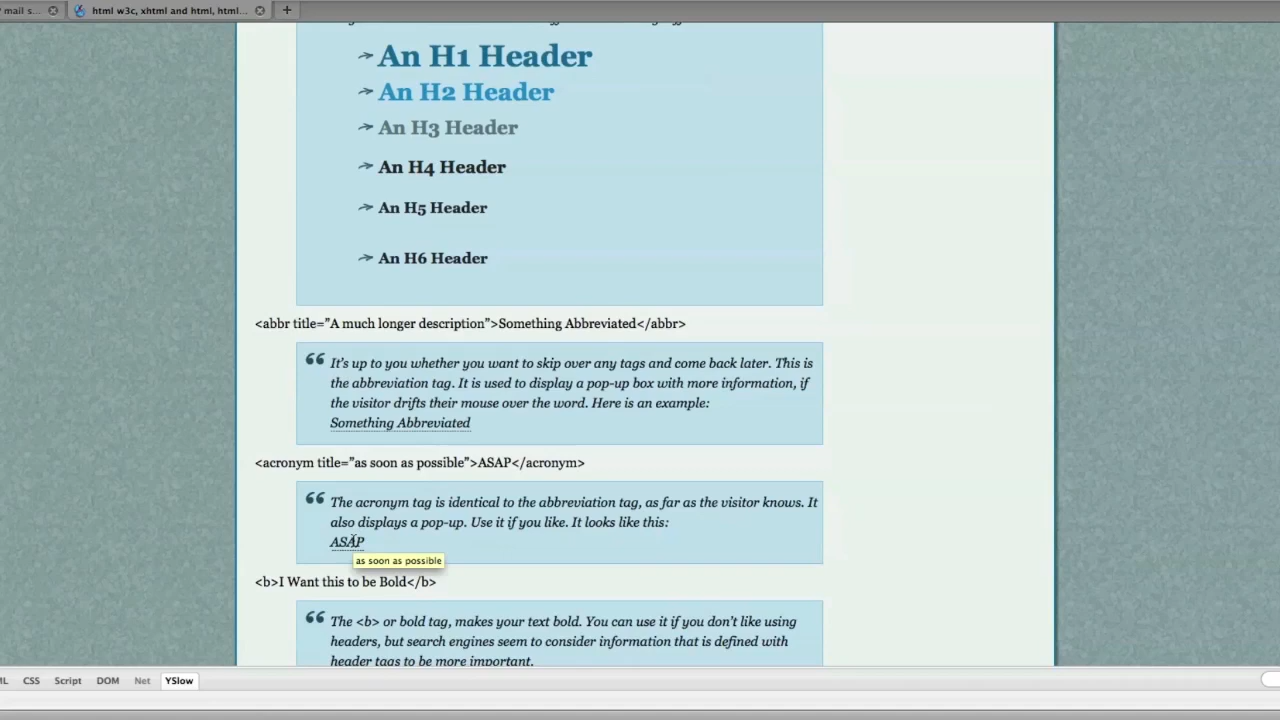 mail s...
html w3c, xhtml and html, html...
An H1 Header
An H2 Header
An H3 Header
An H4 Header
An H5 Header
An H6 Header
<abbr title="A much longer description">Something Abbreviated</abbr>
It's up to you whether you want to skip over any tags and come back later. This is
the abbreviation tag. It is used to display a pop-up box with more information, if
the visitor drifts their mouse over the word. Here is an example:
Something Abbreviated
<acronym title="as soon as possible">ASAP</acronym>
The acronym tag is identical to the abbreviation tag, as far as the visitor knows. It
also displays a pop-up. Use it if you like. It looks like this:
ASAP
as soon as possible
<b>I Want this to be Bold</b>
The <b> or bold tag, makes your text bold. You can use it if you don't like using
headers, but search engines seem to consider information that is defined with
header tags to be more important.
ML CSS Script DOM Net YSlow